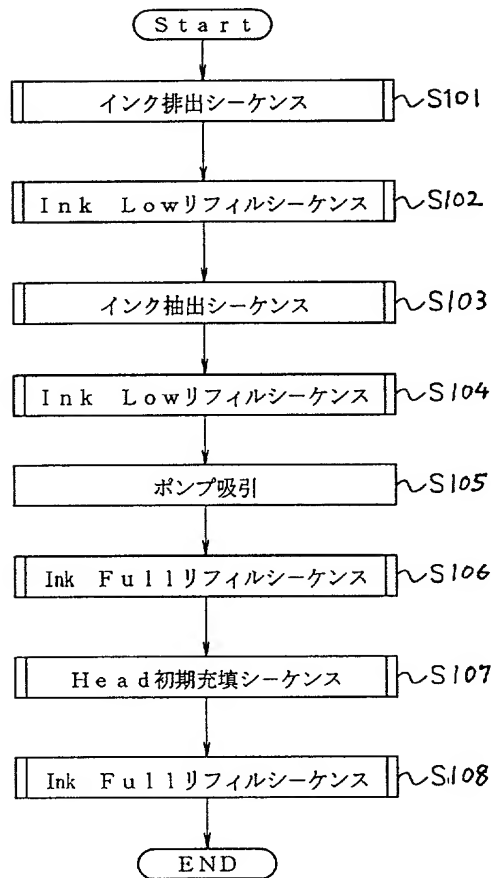 Start
インク排出シーケンス S101
Ink Lowリフィルシーケンス S102
インク抽出シーケンス S103
Ink Lowリフィルシーケンス S104
ポンプ吸引 S105
Ink Fullリフィルシーケンス S106
Head初期充填シーケンス S107
Ink Fullリフィルシーケンス S108
END